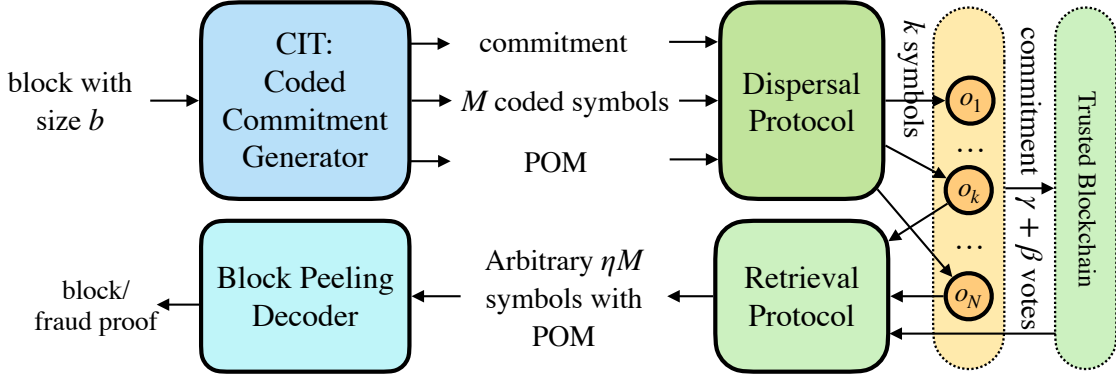 block with
size b
CIT:
Coded
Commitment
Generator
commitment
M coded symbols
POM
Dispersal
Protocol
k symbols
o₁
...
oₖ
...
o_N
commitment
γ + β votes
Trusted Blockchain
block/
fraud proof
Block Peeling
Decoder
Arbitrary ηM
symbols with
POM
Retrieval
Protocol